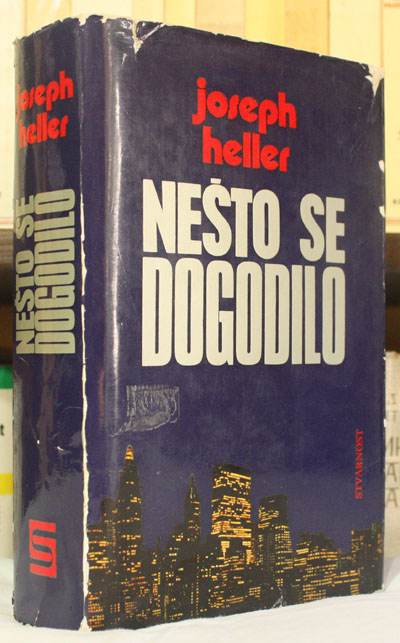 joseph
heller
NEŠTO SE
DOGODILO
joseph
heller
NEŠTO SE
DOGODILO
STVARNOST